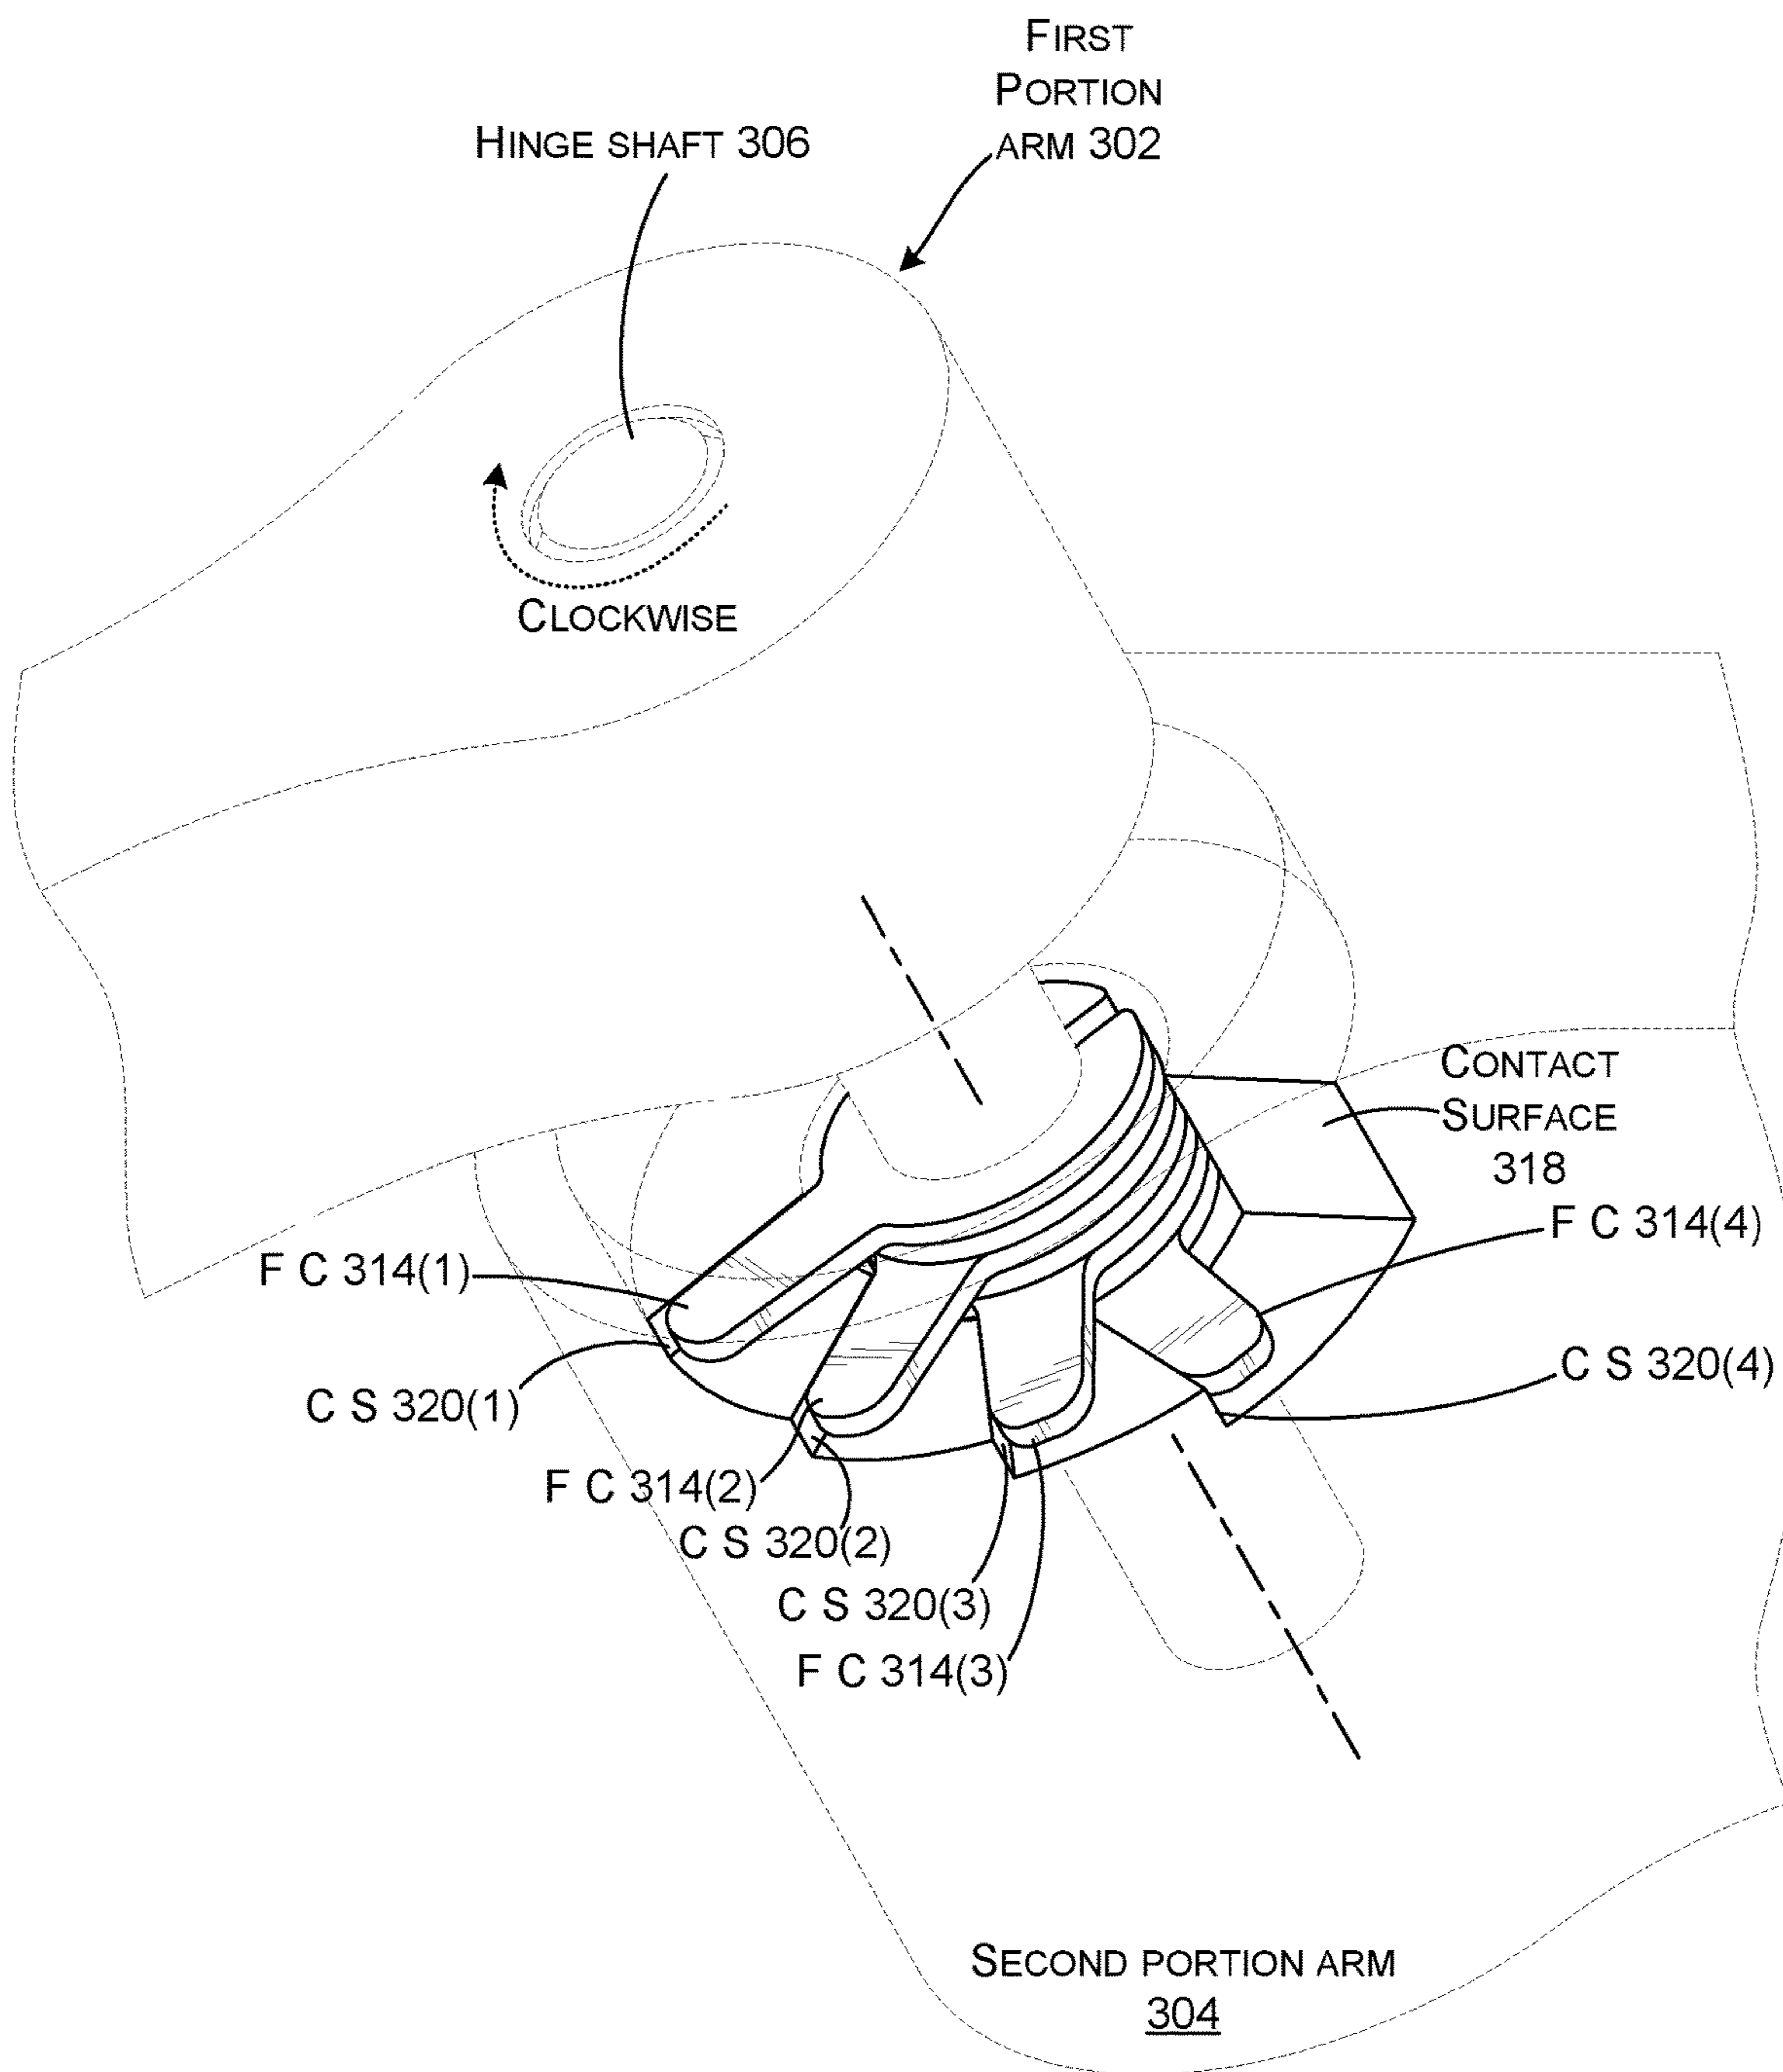 FIRST
PORTION
ARM 302
HINGE SHAFT 306
CLOCKWISE
CONTACT
SURFACE
318
F C 314(4)
F C 314(1)
C S 320(4)
C S 320(1)
F C 314(2)
C S 320(2)
C S 320(3)
F C 314(3)
SECOND PORTION ARM
304